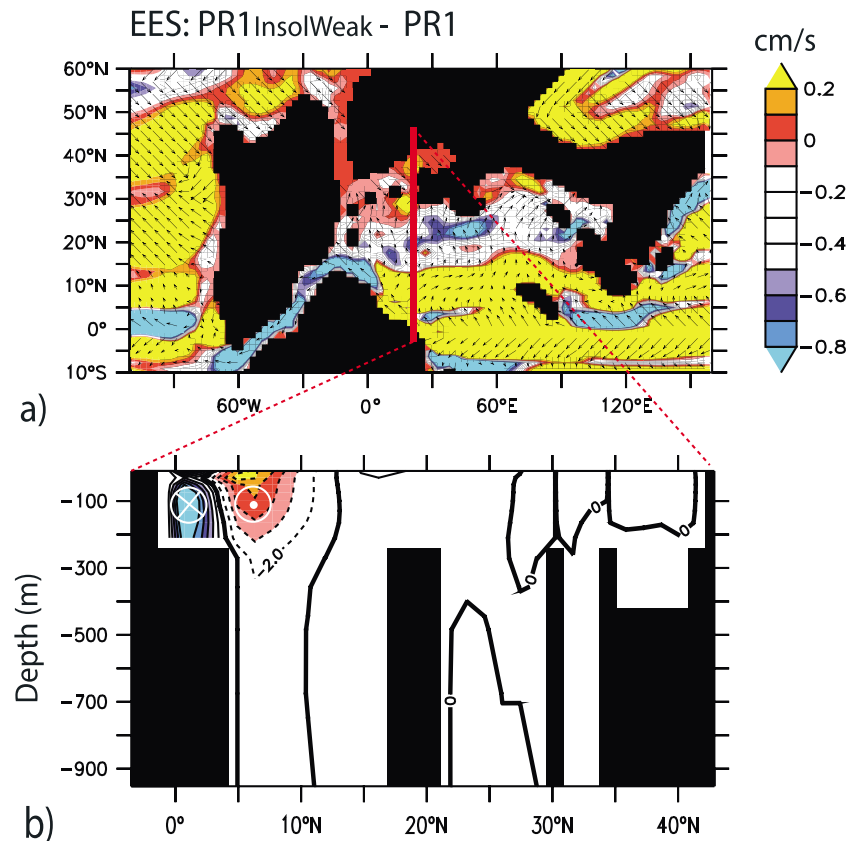 EES: PR1InsolWeak - PR1
cm/s
60°N
50°N
40°N
30°N
20°N
10°N
0°
10°S
0.2
0
-0.2
-0.4
-0.6
-0.8
a)
60°W
0°
60°E
120°E
Depth (m)
-100
-300
-500
-700
-900
-2.0
0
0
0
0
b)
0°
10°N
20°N
30°N
40°N